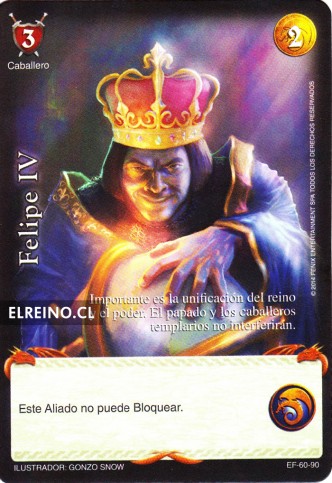 3
2
Caballero
Felipe IV
© 2014 FENIX ENTERTAINMENT SPA TODOS LOS DERECHOS RESERVADOS
Importante es la unificación del reino
y el poder. El papado y los caballeros
templarios no interferirán.
ELREINO.CL
Este Aliado no puede Bloquear.
ILUSTRADOR: GONZO SNOW
EF-60-90